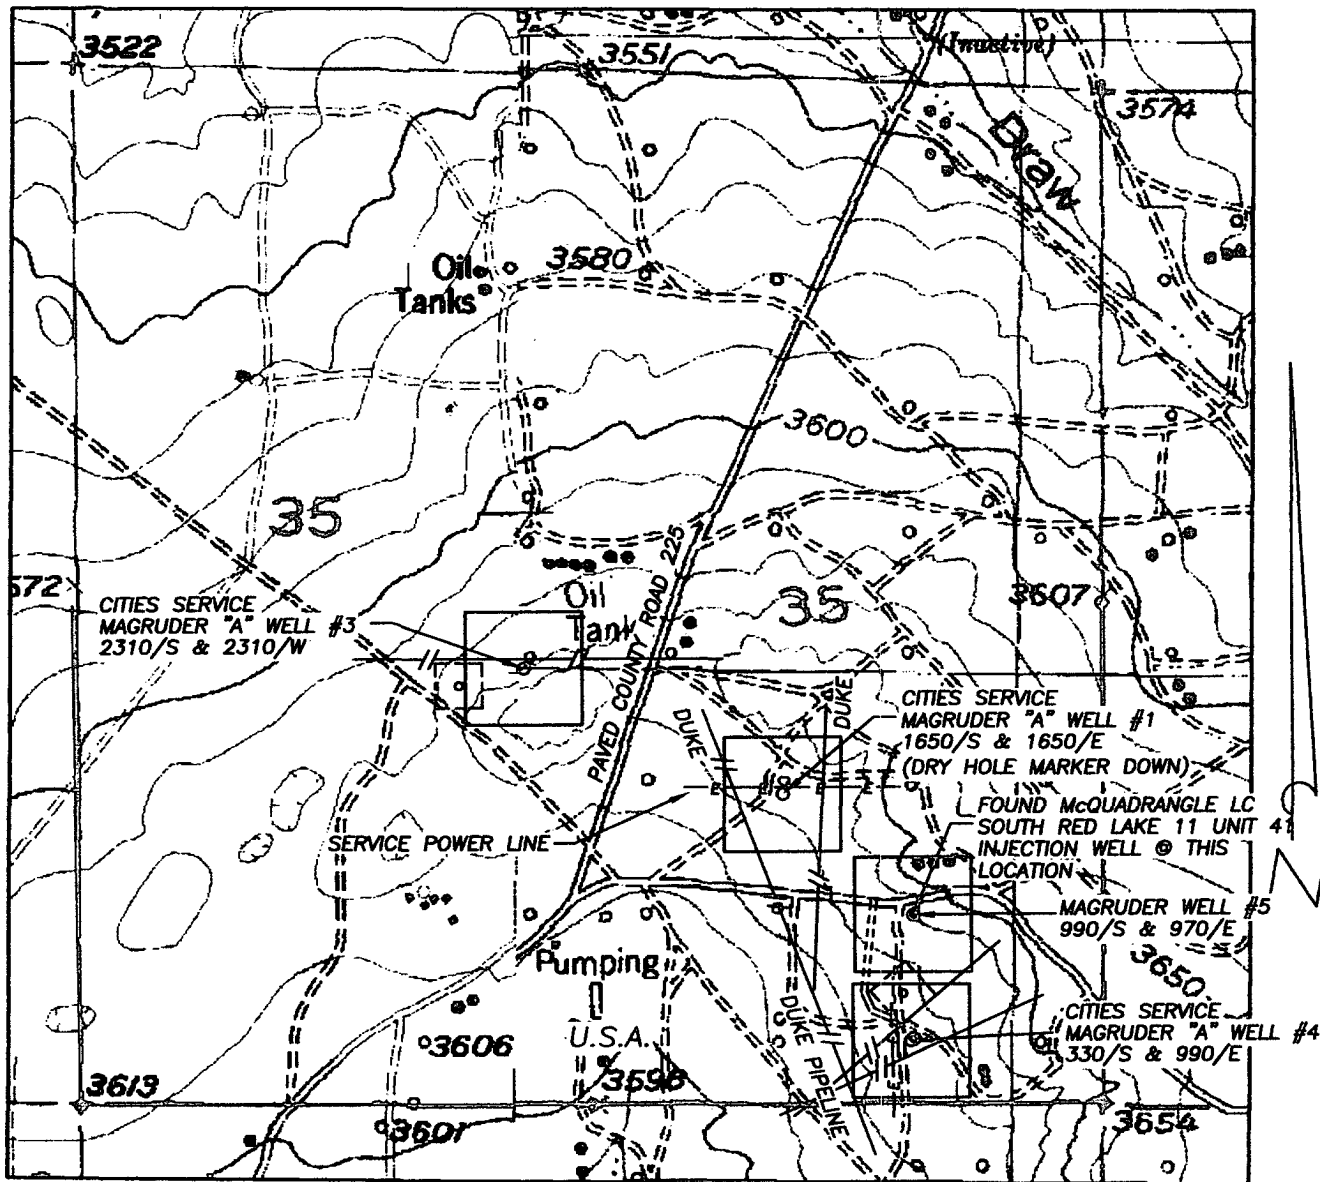 3522
3551
(Inactive)
3574
Draw
Oil
Tanks
3580
3600
35
PAVED COUNTY ROAD 225
572
CITIES SERVICE
MAGRUDER "A" WELL #3
2310/S & 2310/W
Oil
Tank
35
3607
DUKE
DUKE
CITIES SERVICE
MAGRUDER "A" WELL #1
1650/S & 1650/E
(DRY HOLE MARKER DOWN)
E E E E
SERVICE POWER LINE
FOUND McQUADRANGLE LC
SOUTH RED LAKE 11 UNIT 41
INJECTION WELL @ THIS
LOCATION
MAGRUDER WELL #5
990/S & 970/E
3650
Pumping
U.S.A.
DUKE PIPELINE
CITIES SERVICE
MAGRUDER "A" WELL #4
330/S & 990/E
3606
3613
3598
E
3601
3654